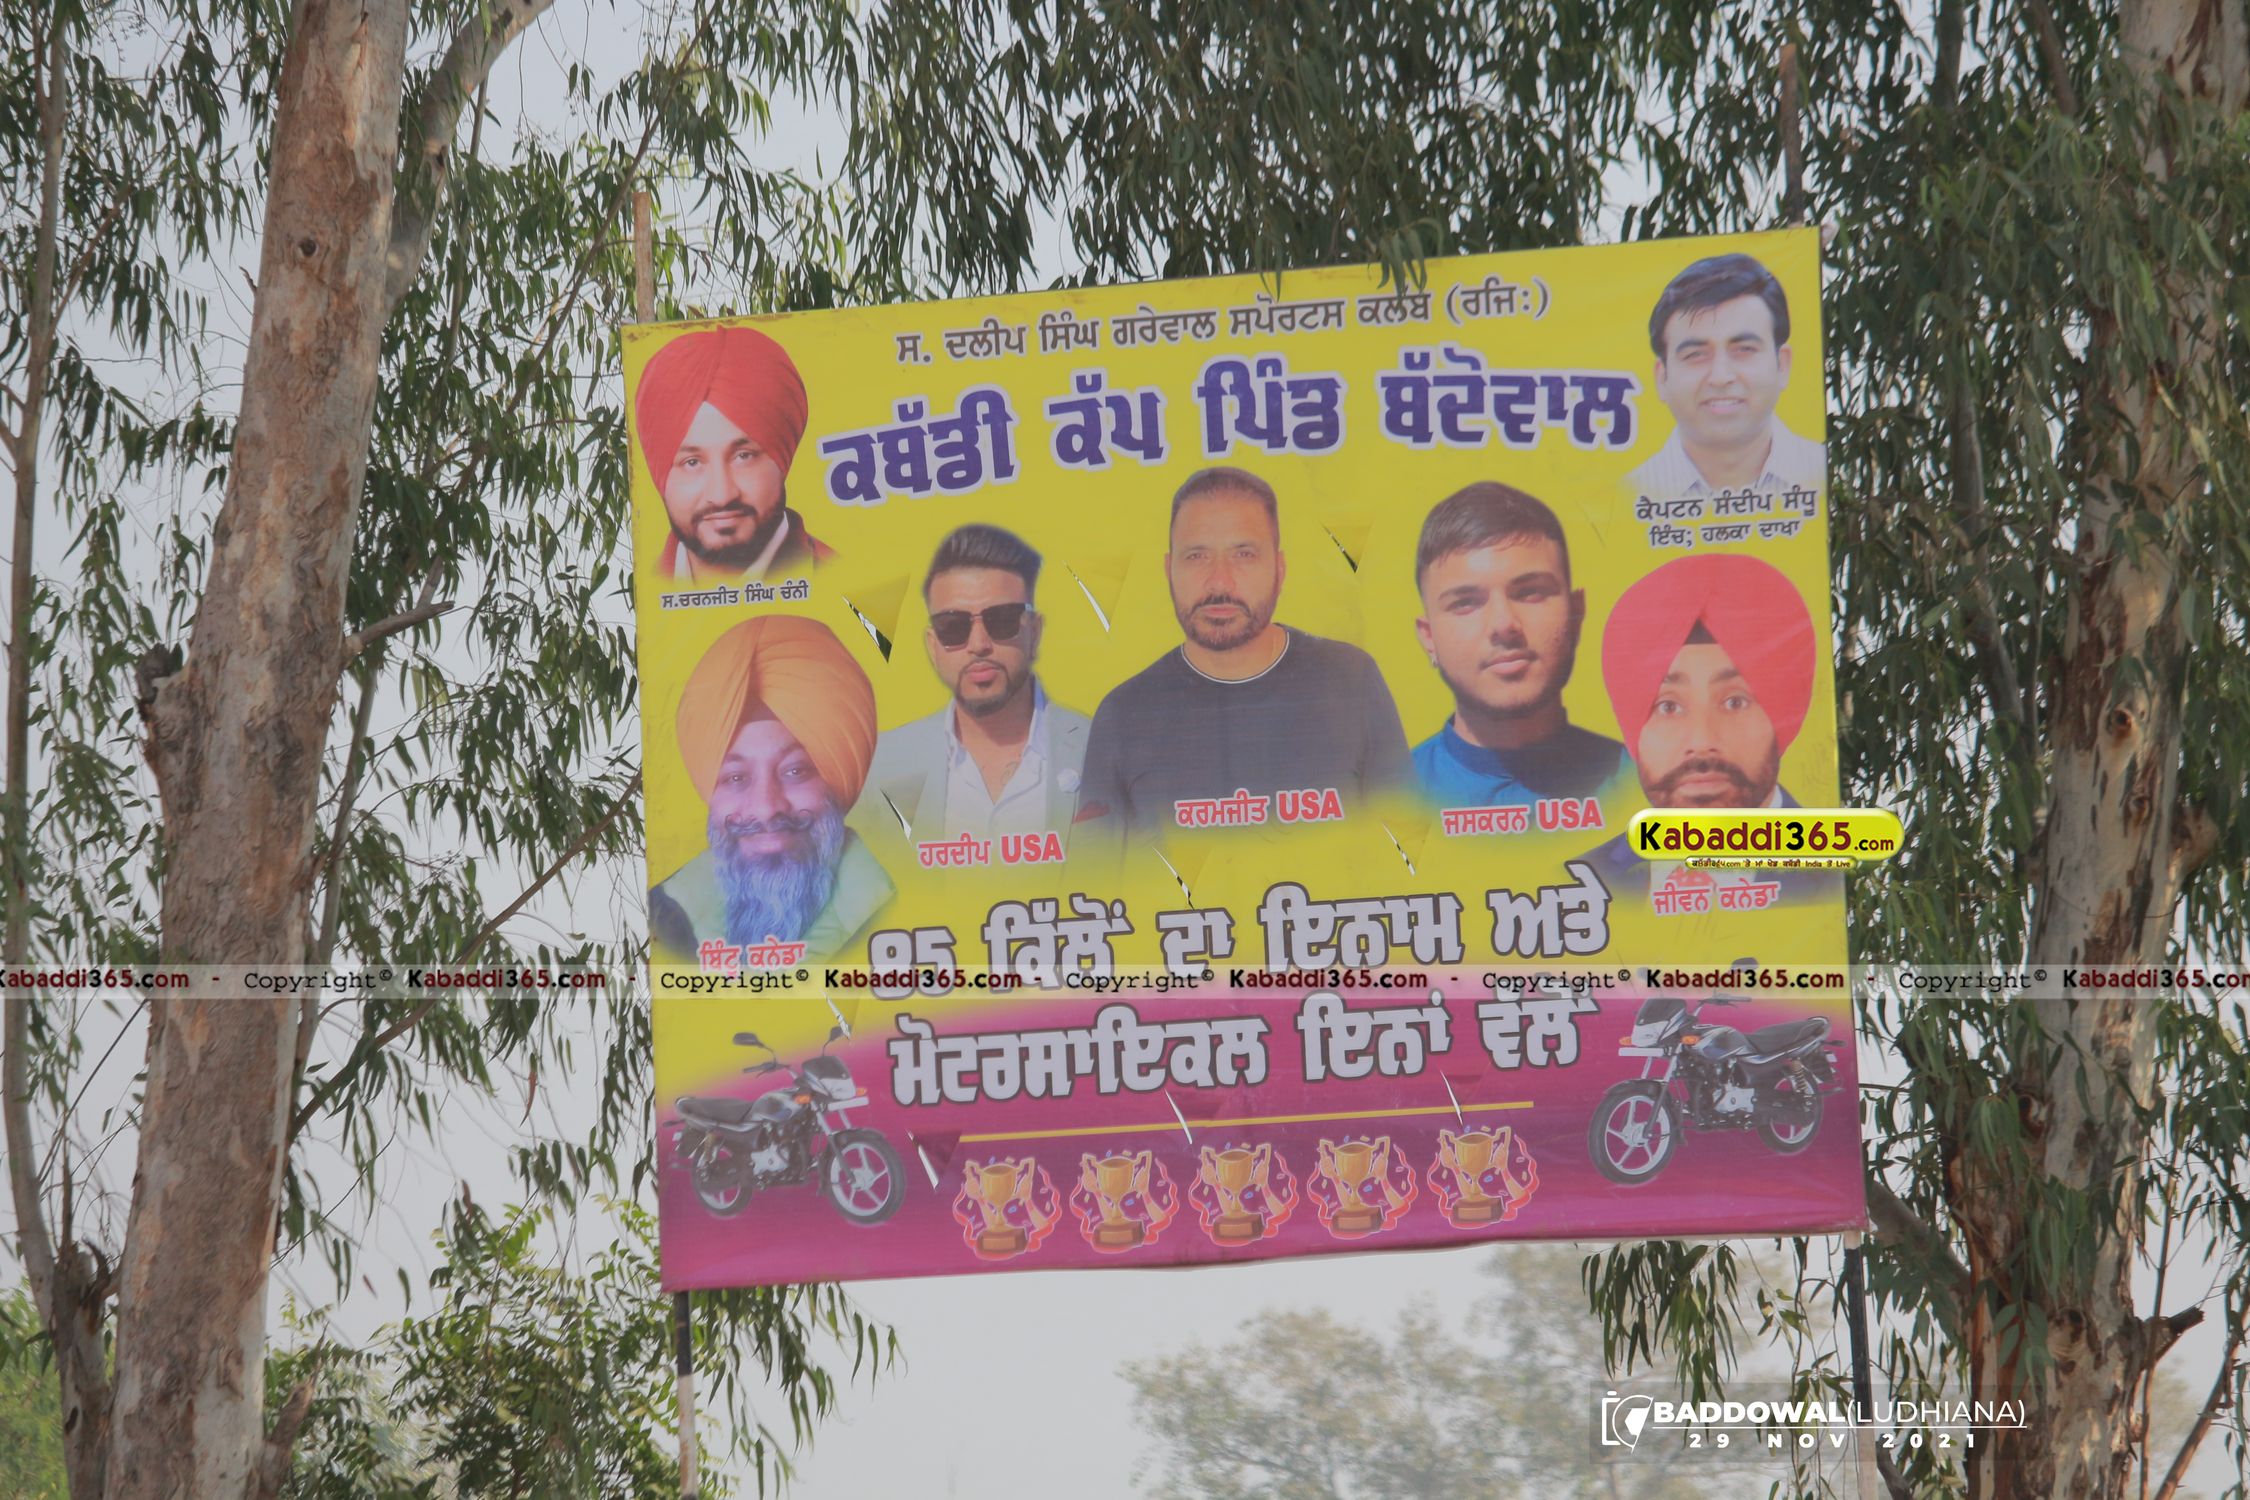 ਸ. ਦਲੀਪ ਸਿੰਘ ਗਰੇਵਾਲ ਸਪੋਰਟਸ ਕਲੱਬ (ਰਜਿ:)
ਕਬੱਡੀ ਕੱਪ ਪਿੰਡ ਬੱਦੋਵਾਲ
ਕੈਪਟਨ ਸੰਦੀਪ ਸੰਧੂ
ਇੰਚ; ਹਲਕਾ ਦਾਖਾ
ਸ.ਚਰਨਜੀਤ ਸਿੰਘ ਚੰਨੀ
ਹਰਦੀਪ USA
ਕਰਮਜੀਤ USA
ਜਸਕਰਨ USA
Kabaddi365.com
ਜੀਵਨ ਕਨੇਡਾ
ਬਿੰਟੂ ਕਨੇਡਾ
85 ਕਿੱਲੋਂ ਦਾ ਇਨਾਮ ਅਤੇ
Kabaddi365.com - Copyright© Kabaddi365.com - Copyright© Kabaddi365.com - Copyright© Kabaddi365.com - Copyright© Kabaddi365.com - Copyright© Kabaddi365.com
ਮੋਟਰਸਾਇਕਲ ਇਨਾਂ ਵੱਲੋਂ
BADDOWAL(LUDHIANA)
29 NOV 2021